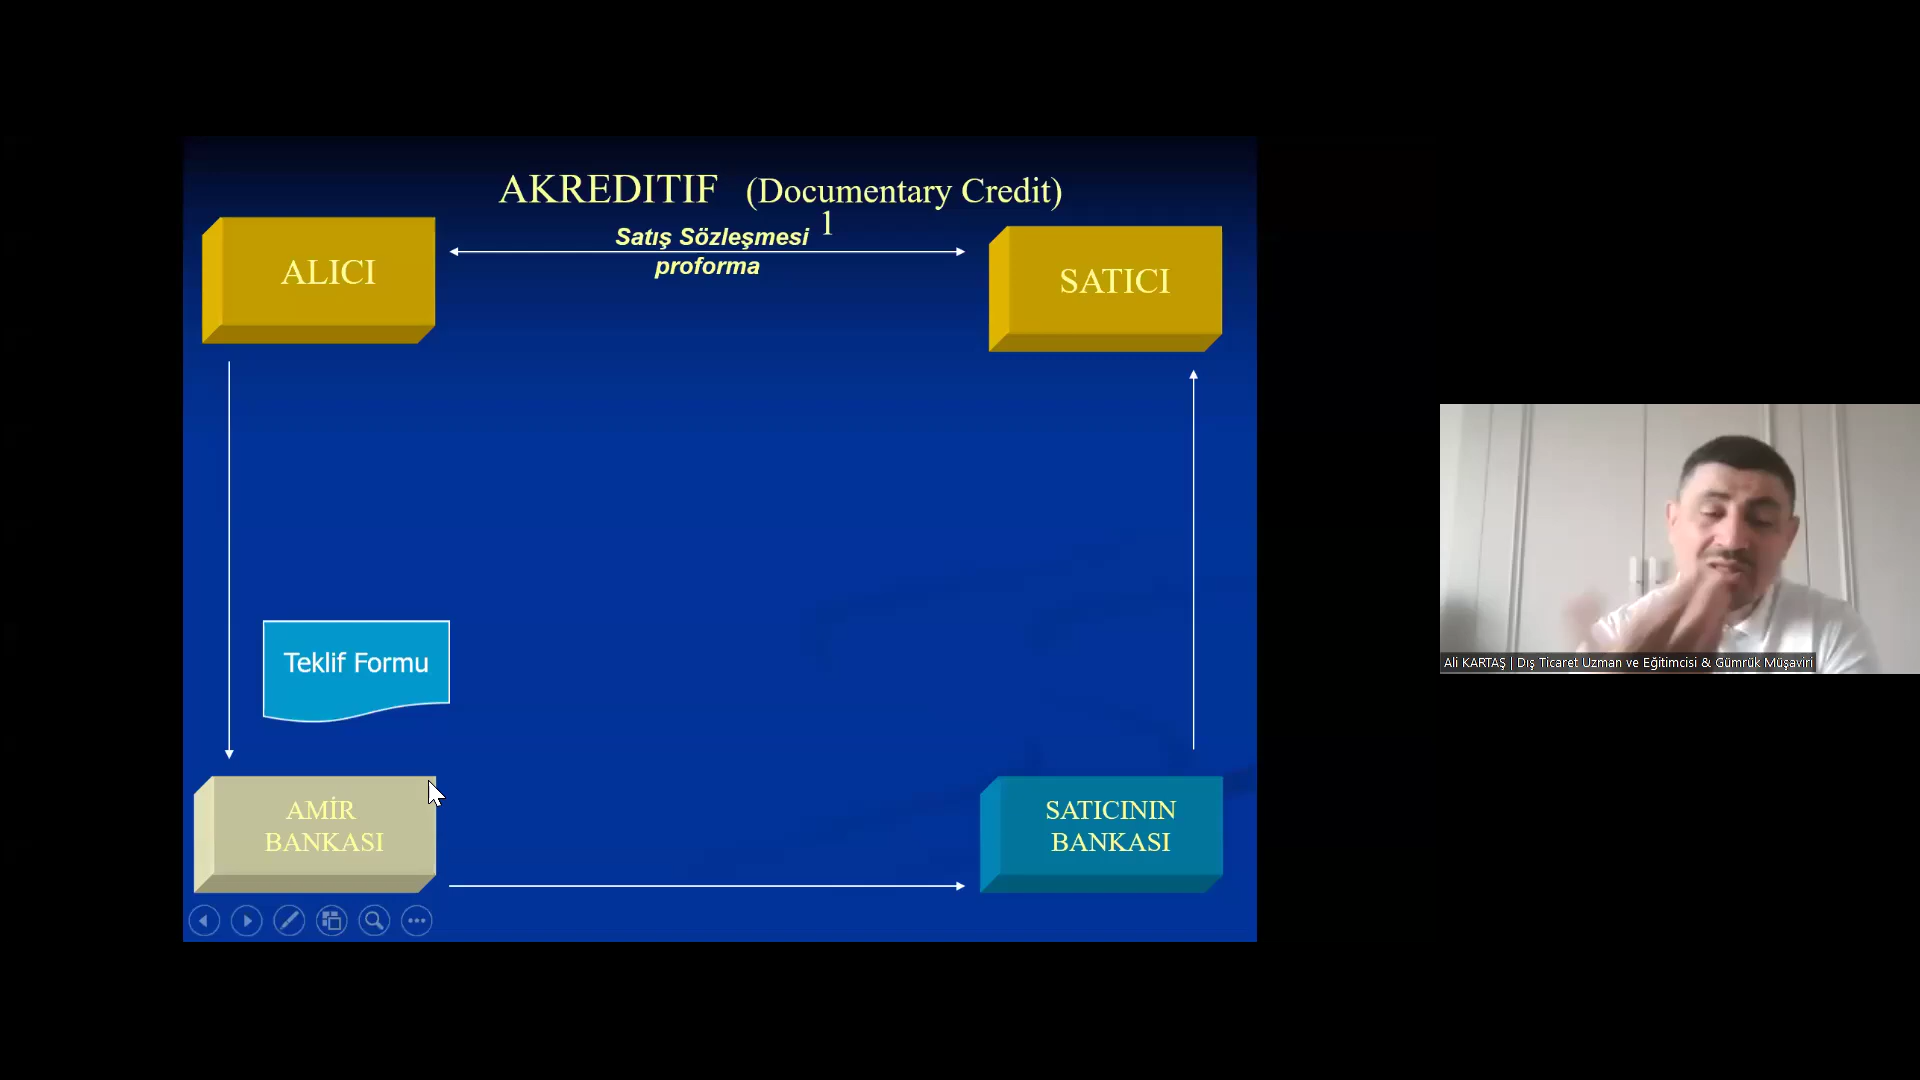 AKREDITIF (Documentary Credit)
1
Satış Sözleşmesi
proforma
ALICI
SATICI
Teklif Formu
AMİR
BANKASI
SATICININ
BANKASI
Ali KARTAŞ | Dış Ticaret Uzman ve Eğitimcisi & Gümrük Müşaviri